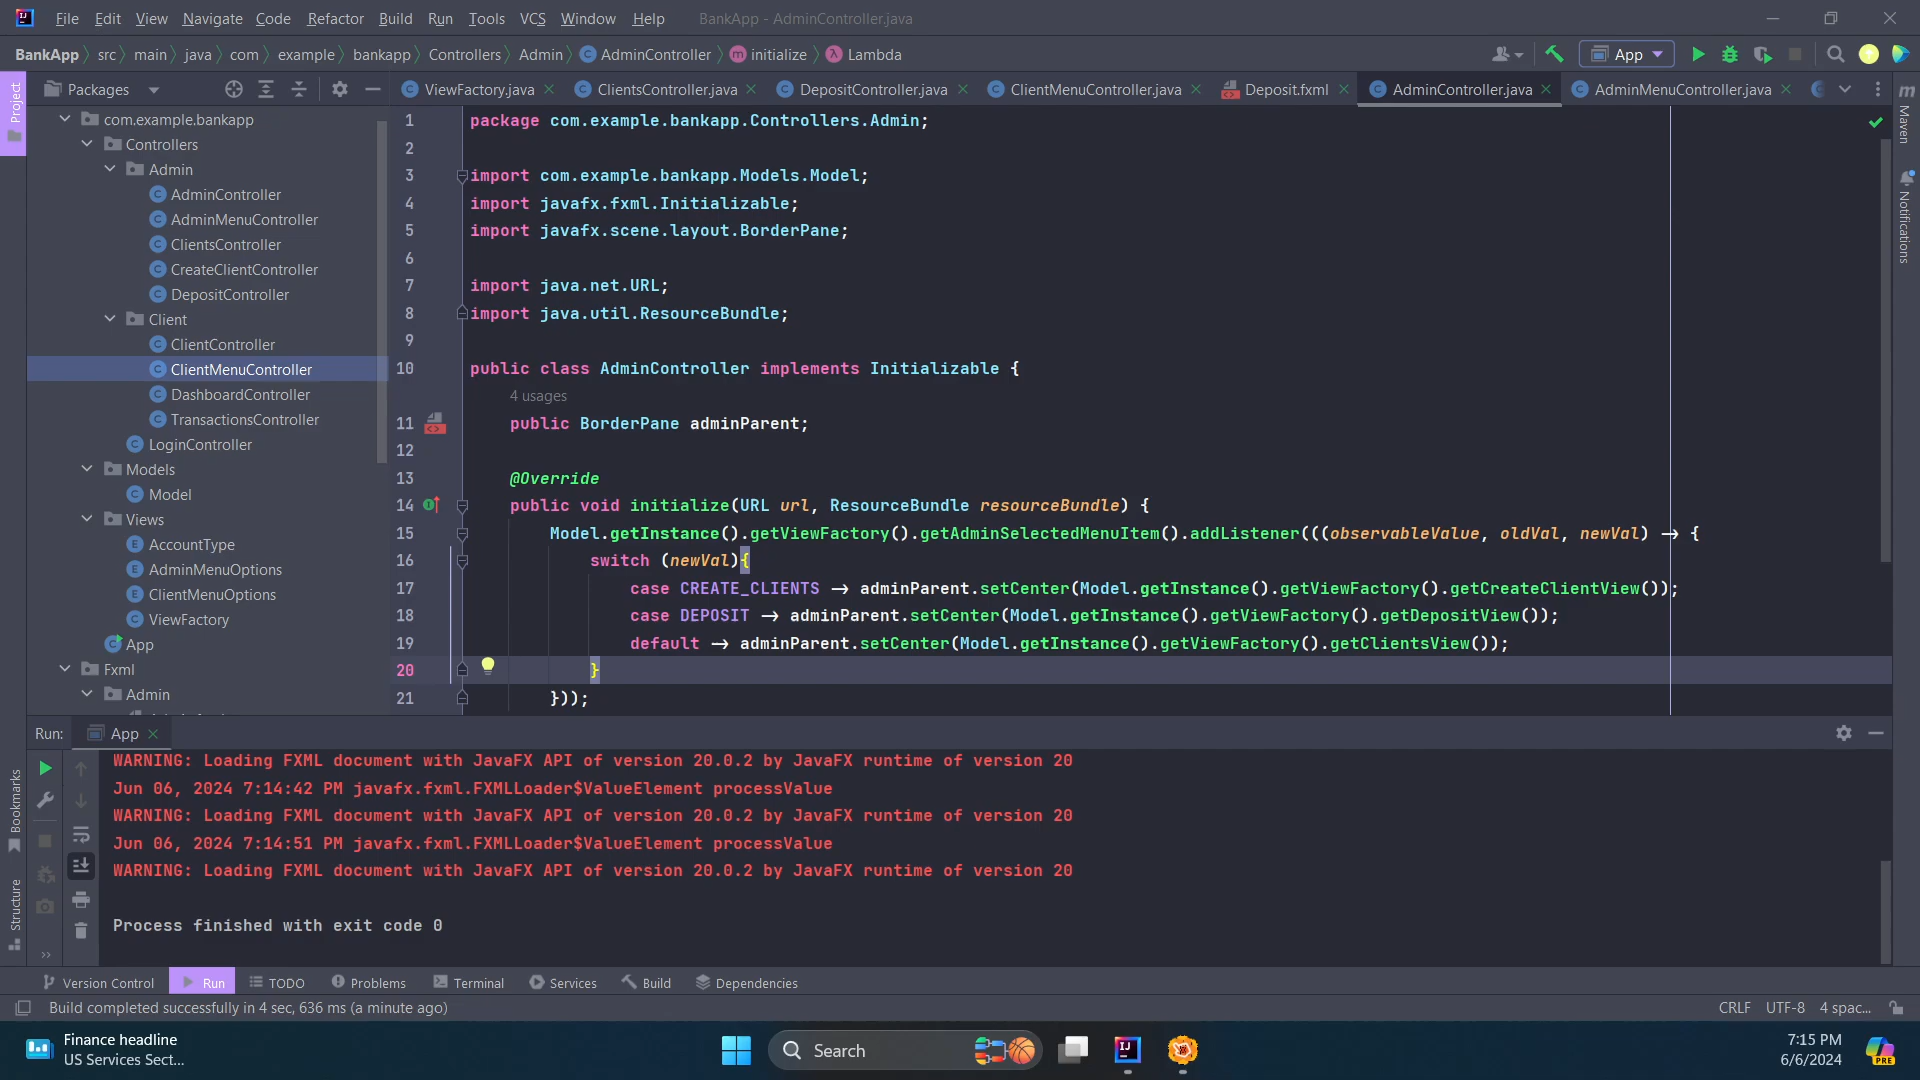 File Edit View Navigate Code Refactor Build Run Tools VCS Window Help BankApp - AdminController.java
BankApp src main java com example bankapp Controllers Admin AdminController initialize Lambda
App
Packages
ViewFactory.java ClientsController.java DepositController.java ClientMenuController.java Deposit.fxml AdminController.java AdminMenuController.java
Project
Maven
Notifications
com.example.bankapp
Controllers
Admin
AdminController
AdminMenuController
ClientsController
CreateClientController
DepositController
Client
ClientController
ClientMenuController
DashboardController
TransactionsController
LoginController
Models
Model
Views
AccountType
AdminMenuOptions
ClientMenuOptions
ViewFactory
App
Fxml
Admin
1 package com.example.bankapp.Controllers.Admin;
2
3 import com.example.bankapp.Models.Model;
4 import javafx.fxml.Initializable;
5 import javafx.scene.layout.BorderPane;
6
7 import java.net.URL;
8 import java.util.ResourceBundle;
9
10 public class AdminController implements Initializable {
4 usages
11 public BorderPane adminParent;
12
13 @Override
14 public void initialize(URL url, ResourceBundle resourceBundle) {
15 Model.getInstance().getViewFactory().getAdminSelectedMenuItem().addListener(((observableValue, oldVal, newVal) -> {
16 switch (newVal){
17 case CREATE_CLIENTS -> adminParent.setCenter(Model.getInstance().getViewFactory().getCreateClientView());
18 case DEPOSIT -> adminParent.setCenter(Model.getInstance().getViewFactory().getDepositView());
19 default -> adminParent.setCenter(Model.getInstance().getViewFactory().getClientsView());
20 }
21 }));
Run: App
WARNING: Loading FXML document with JavaFX API of version 20.0.2 by JavaFX runtime of version 20
Jun 06, 2024 7:14:42 PM javafx.fxml.FXMLLoader$ValueElement processValue
WARNING: Loading FXML document with JavaFX API of version 20.0.2 by JavaFX runtime of version 20
Jun 06, 2024 7:14:51 PM javafx.fxml.FXMLLoader$ValueElement processValue
WARNING: Loading FXML document with JavaFX API of version 20.0.2 by JavaFX runtime of version 20
Process finished with exit code 0
Bookmarks
Structure
Version Control Run TODO Problems Terminal Services Build Dependencies
Build completed successfully in 4 sec, 636 ms (a minute ago) CRLF UTF-8 4 spac...
Finance headline
US Services Sect...
Search
7:15 PM
6/6/2024
PRE